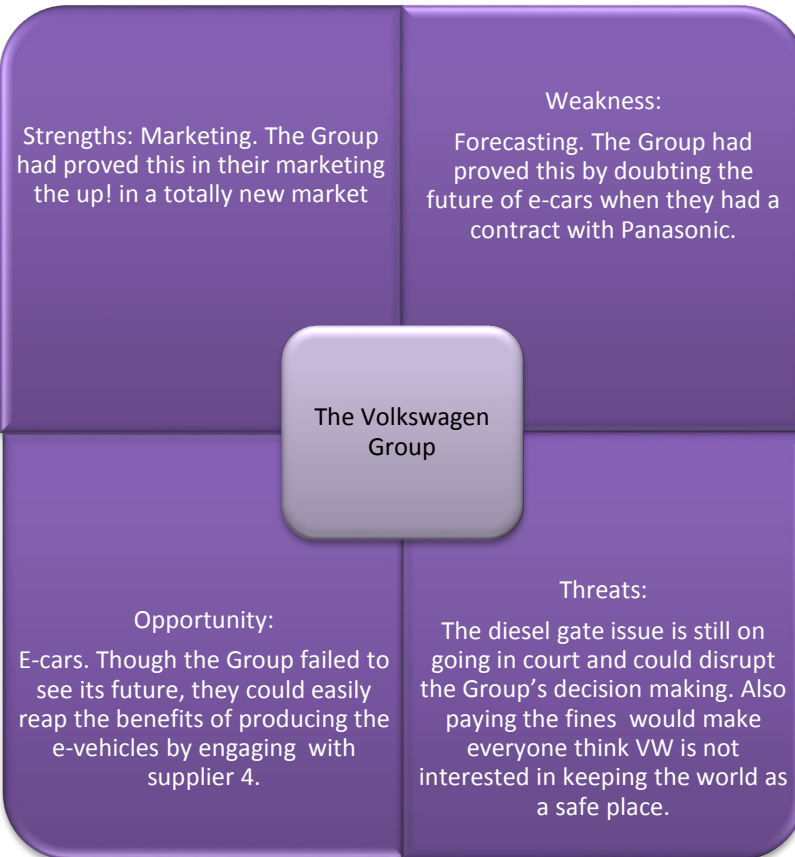 Strengths: Marketing. The Group
had proved this in their marketing
the up! in a totally new market
Weakness:
Forecasting. The Group had
proved this by doubting the
future of e-cars when they had a
contract with Panasonic.
The Volkswagen
Group
Opportunity:
E-cars. Though the Group failed to
see its future, they could easily
reap the benefits of producing the
e-vehicles by engaging with
supplier 4.
Threats:
The diesel gate issue is still on
going in court and could disrupt
the Group’s decision making. Also
paying the fines would make
everyone think VW is not
interested in keeping the world as
a safe place.